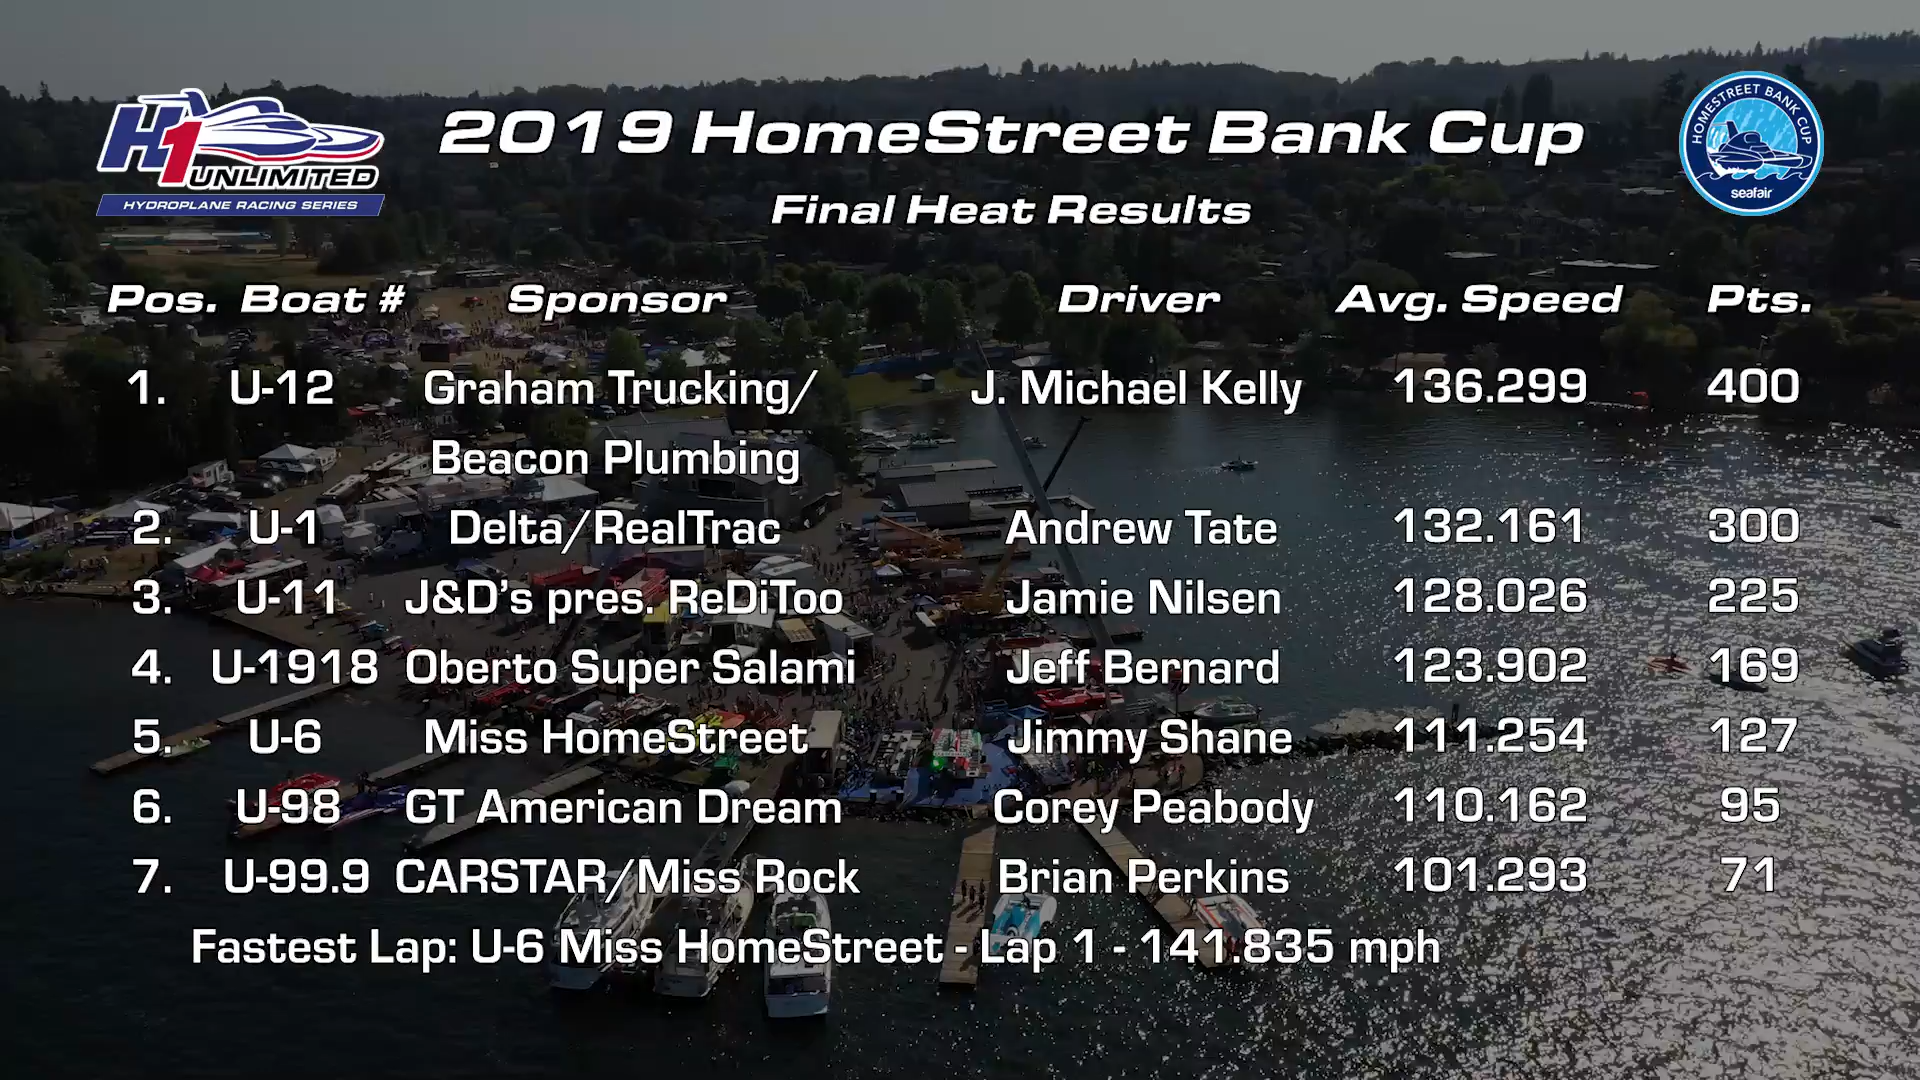 H1 UNLIMITED
HYDROPLANE RACING SERIES
2019 HomeStreet Bank Cup
HOMESTREET BANK CUP
seafair
Final Heat Results
Pos. Boat # Sponsor Driver Avg. Speed Pts.
1. U-12 Graham Trucking/ J. Michael Kelly 136.299 400
Beacon Plumbing
2. U-1 Delta/RealTrac Andrew Tate 132.161 300
3. U-11 J&D's pres. ReDiToo Jamie Nilsen 128.026 225
4. U-1918 Oberto Super Salami Jeff Bernard 123.902 169
5. U-6 Miss HomeStreet Jimmy Shane 111.254 127
6. U-98 GT American Dream Corey Peabody 110.162 95
7. U-99.9 CARSTAR/Miss Rock Brian Perkins 101.293 71
Fastest Lap: U-6 Miss HomeStreet - Lap 1 - 141.835 mph